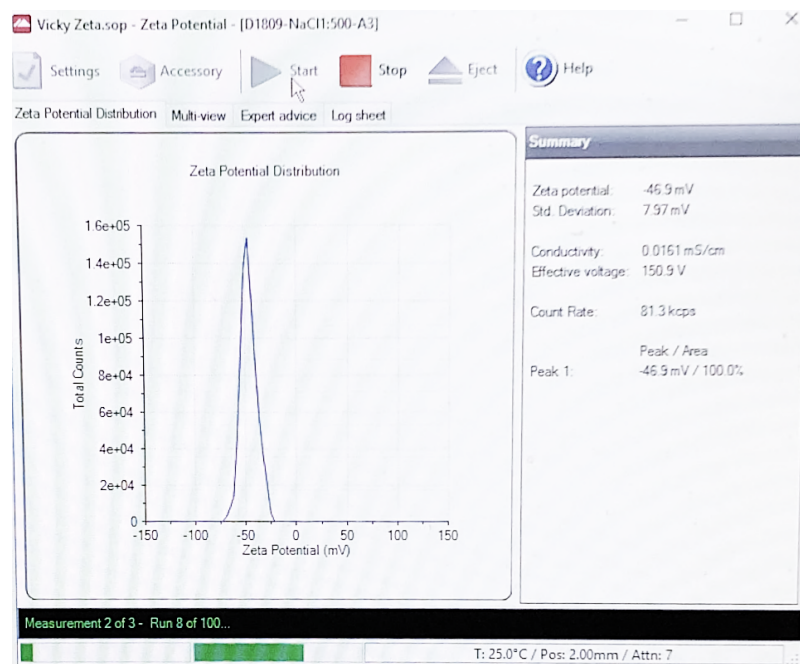 Vicky Zeta.sop - Zeta Potential - [D1809-NaCl1:500-A3]
Settings Accessory Start Stop Eject Help
Zeta Potential Distribution Multi-view Expert advice Log sheet
Zeta Potential Distribution
1.6e+05
1.4e+05
1.2e+05
1e+05
8e+04
6e+04
4e+04
2e+04
0
Total Counts
-150 -100 -50 0 50 100 150
Zeta Potential (mV)
Summary
Zeta potential: -46.9 mV
Std. Deviation: 7.97 mV
Conductivity: 0.0161 mS/cm
Effective voltage: 150.9 V
Count Rate: 81.3 kcps
Peak / Area
Peak 1: -46.9 mV / 100.0%
Measurement 2 of 3 - Run 8 of 100...
T: 25.0°C / Pos: 2.00mm / Attn: 7